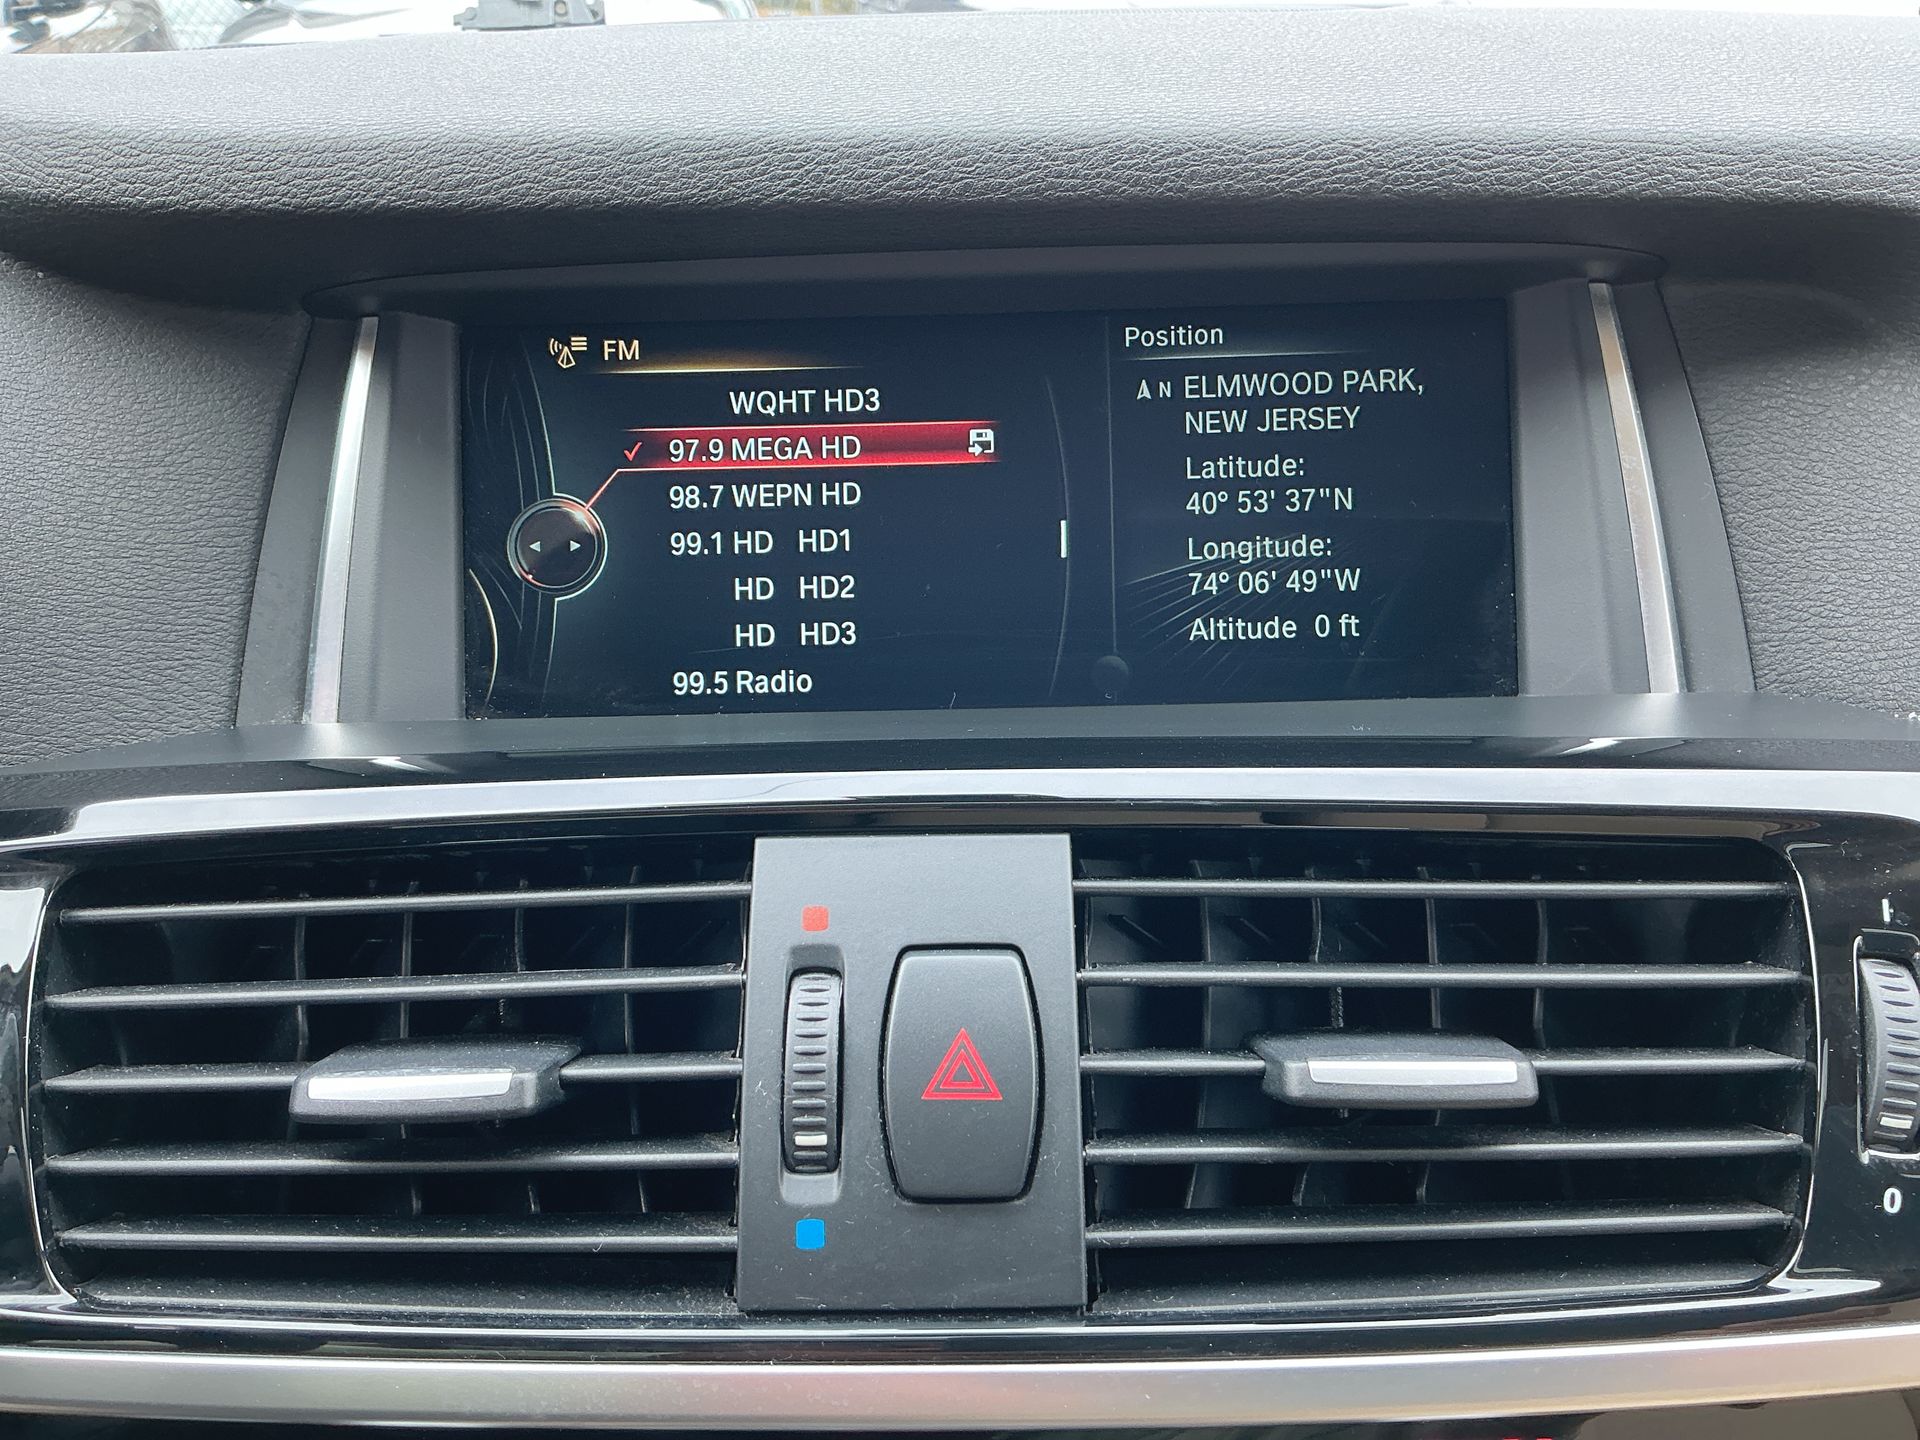 FM
WQHT HD3
✓ 97.9 MEGA HD
98.7 WEPN HD
99.1 HD HD1
HD HD2
HD HD3
99.5 Radio
Position
N ELMWOOD PARK,
NEW JERSEY
Latitude:
40° 53' 37"N
Longitude:
74° 06' 49"W
Altitude 0 ft
I
0